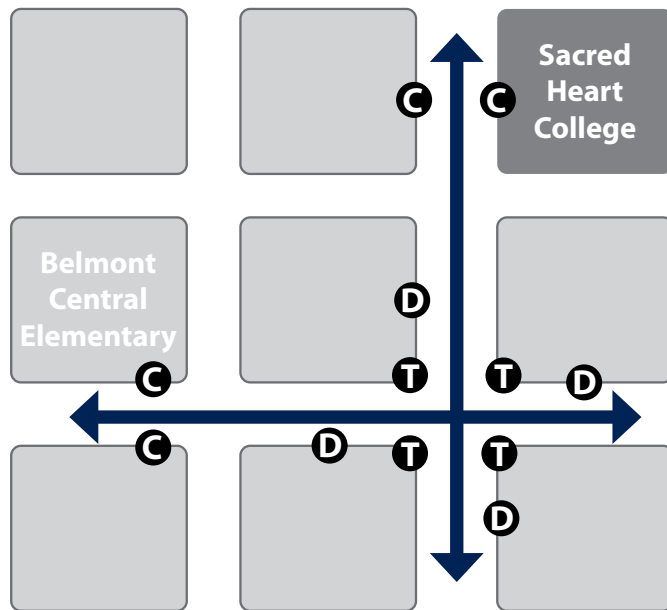 Sacred
Heart
College
C
C
Belmont
Central
Elementary
D
T
T
D
C
C
D
T
T
D